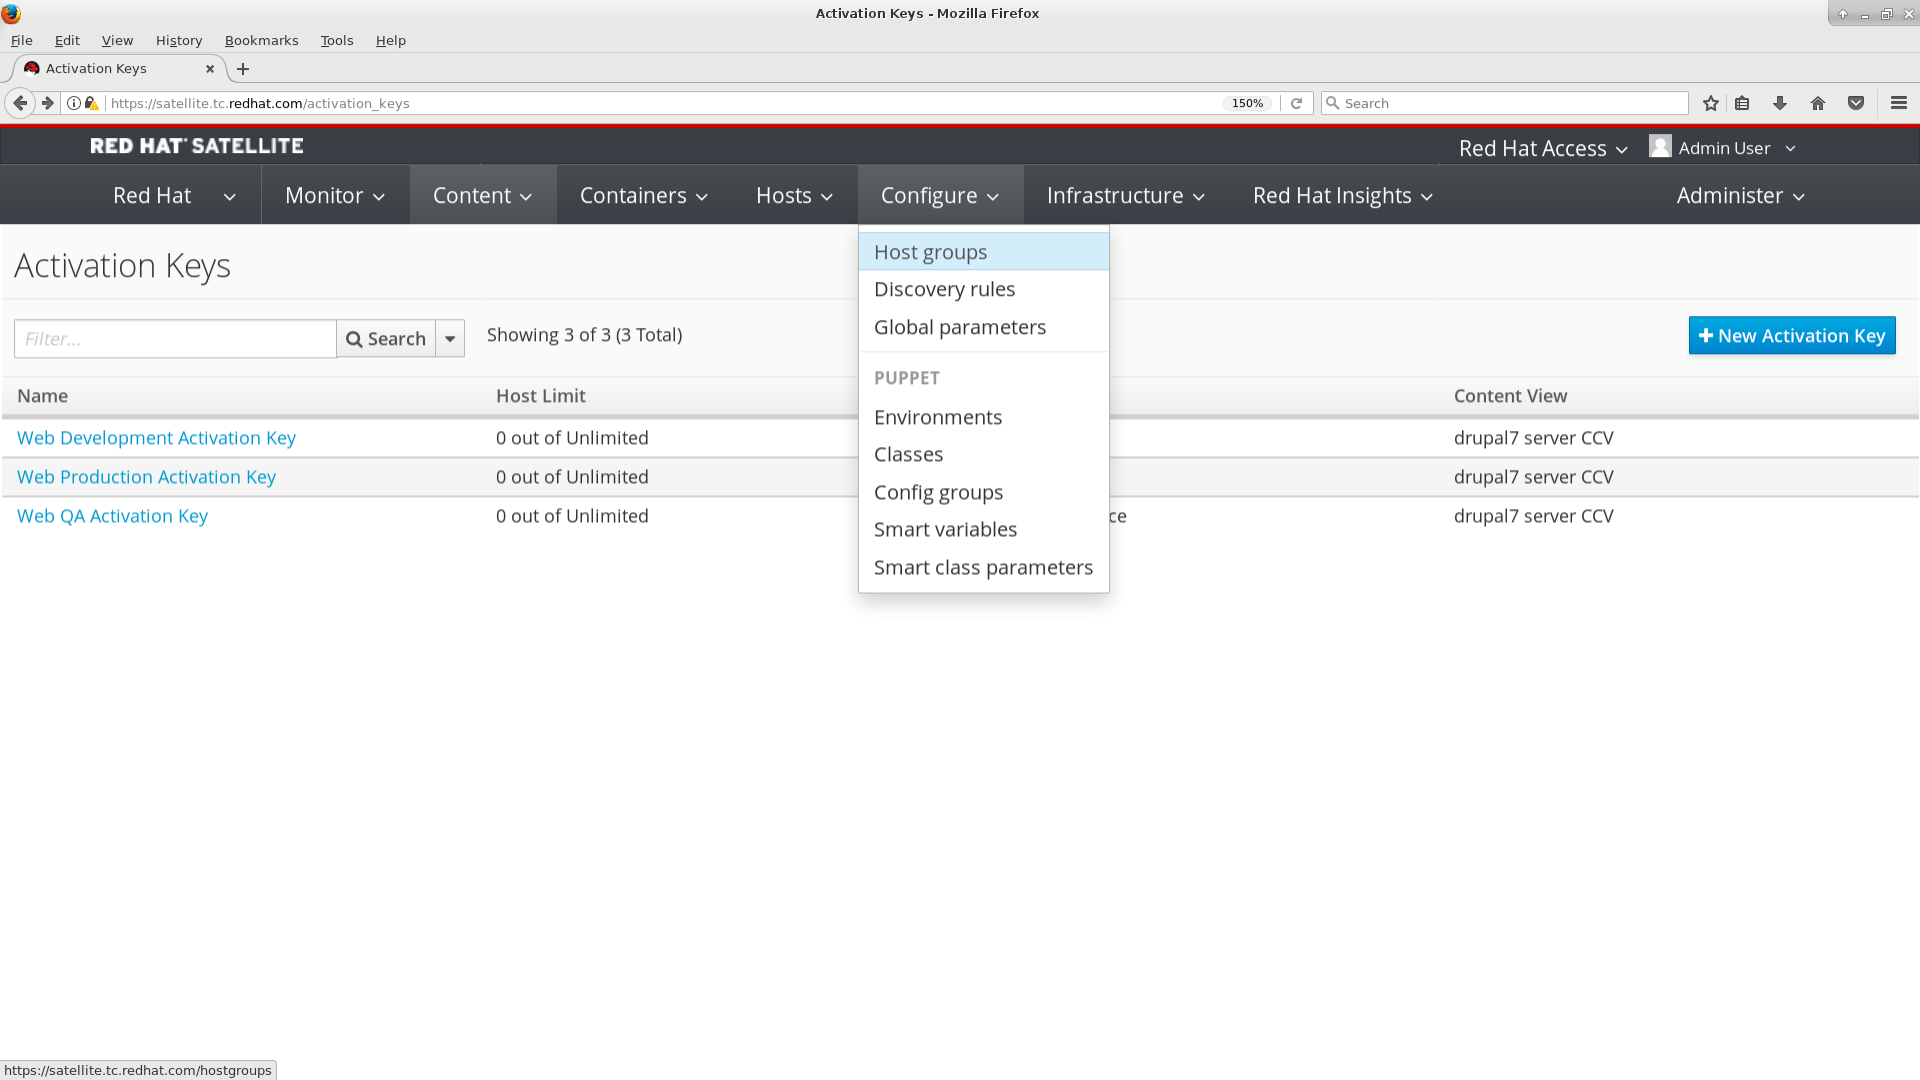 Activation Keys - Mozilla Firefox
File Edit View History Bookmarks Tools Help
Activation Keys
https://satellite.tc.redhat.com/activation_keys 150% Search
RED HAT SATELLITE Red Hat Access Admin User
Red Hat Monitor Content Containers Hosts Configure Infrastructure Red Hat Insights Administer
Activation Keys
Filter... Search Showing 3 of 3 (3 Total) New Activation Key
Host groups
Discovery rules
Global parameters
PUPPET
Environments
Classes
Config groups
Smart variables
Smart class parameters
Name Host Limit Content View
Web Development Activation Key 0 out of Unlimited drupal7 server CCV
Web Production Activation Key 0 out of Unlimited drupal7 server CCV
Web QA Activation Key 0 out of Unlimited ce drupal7 server CCV
https://satellite.tc.redhat.com/hostgroups